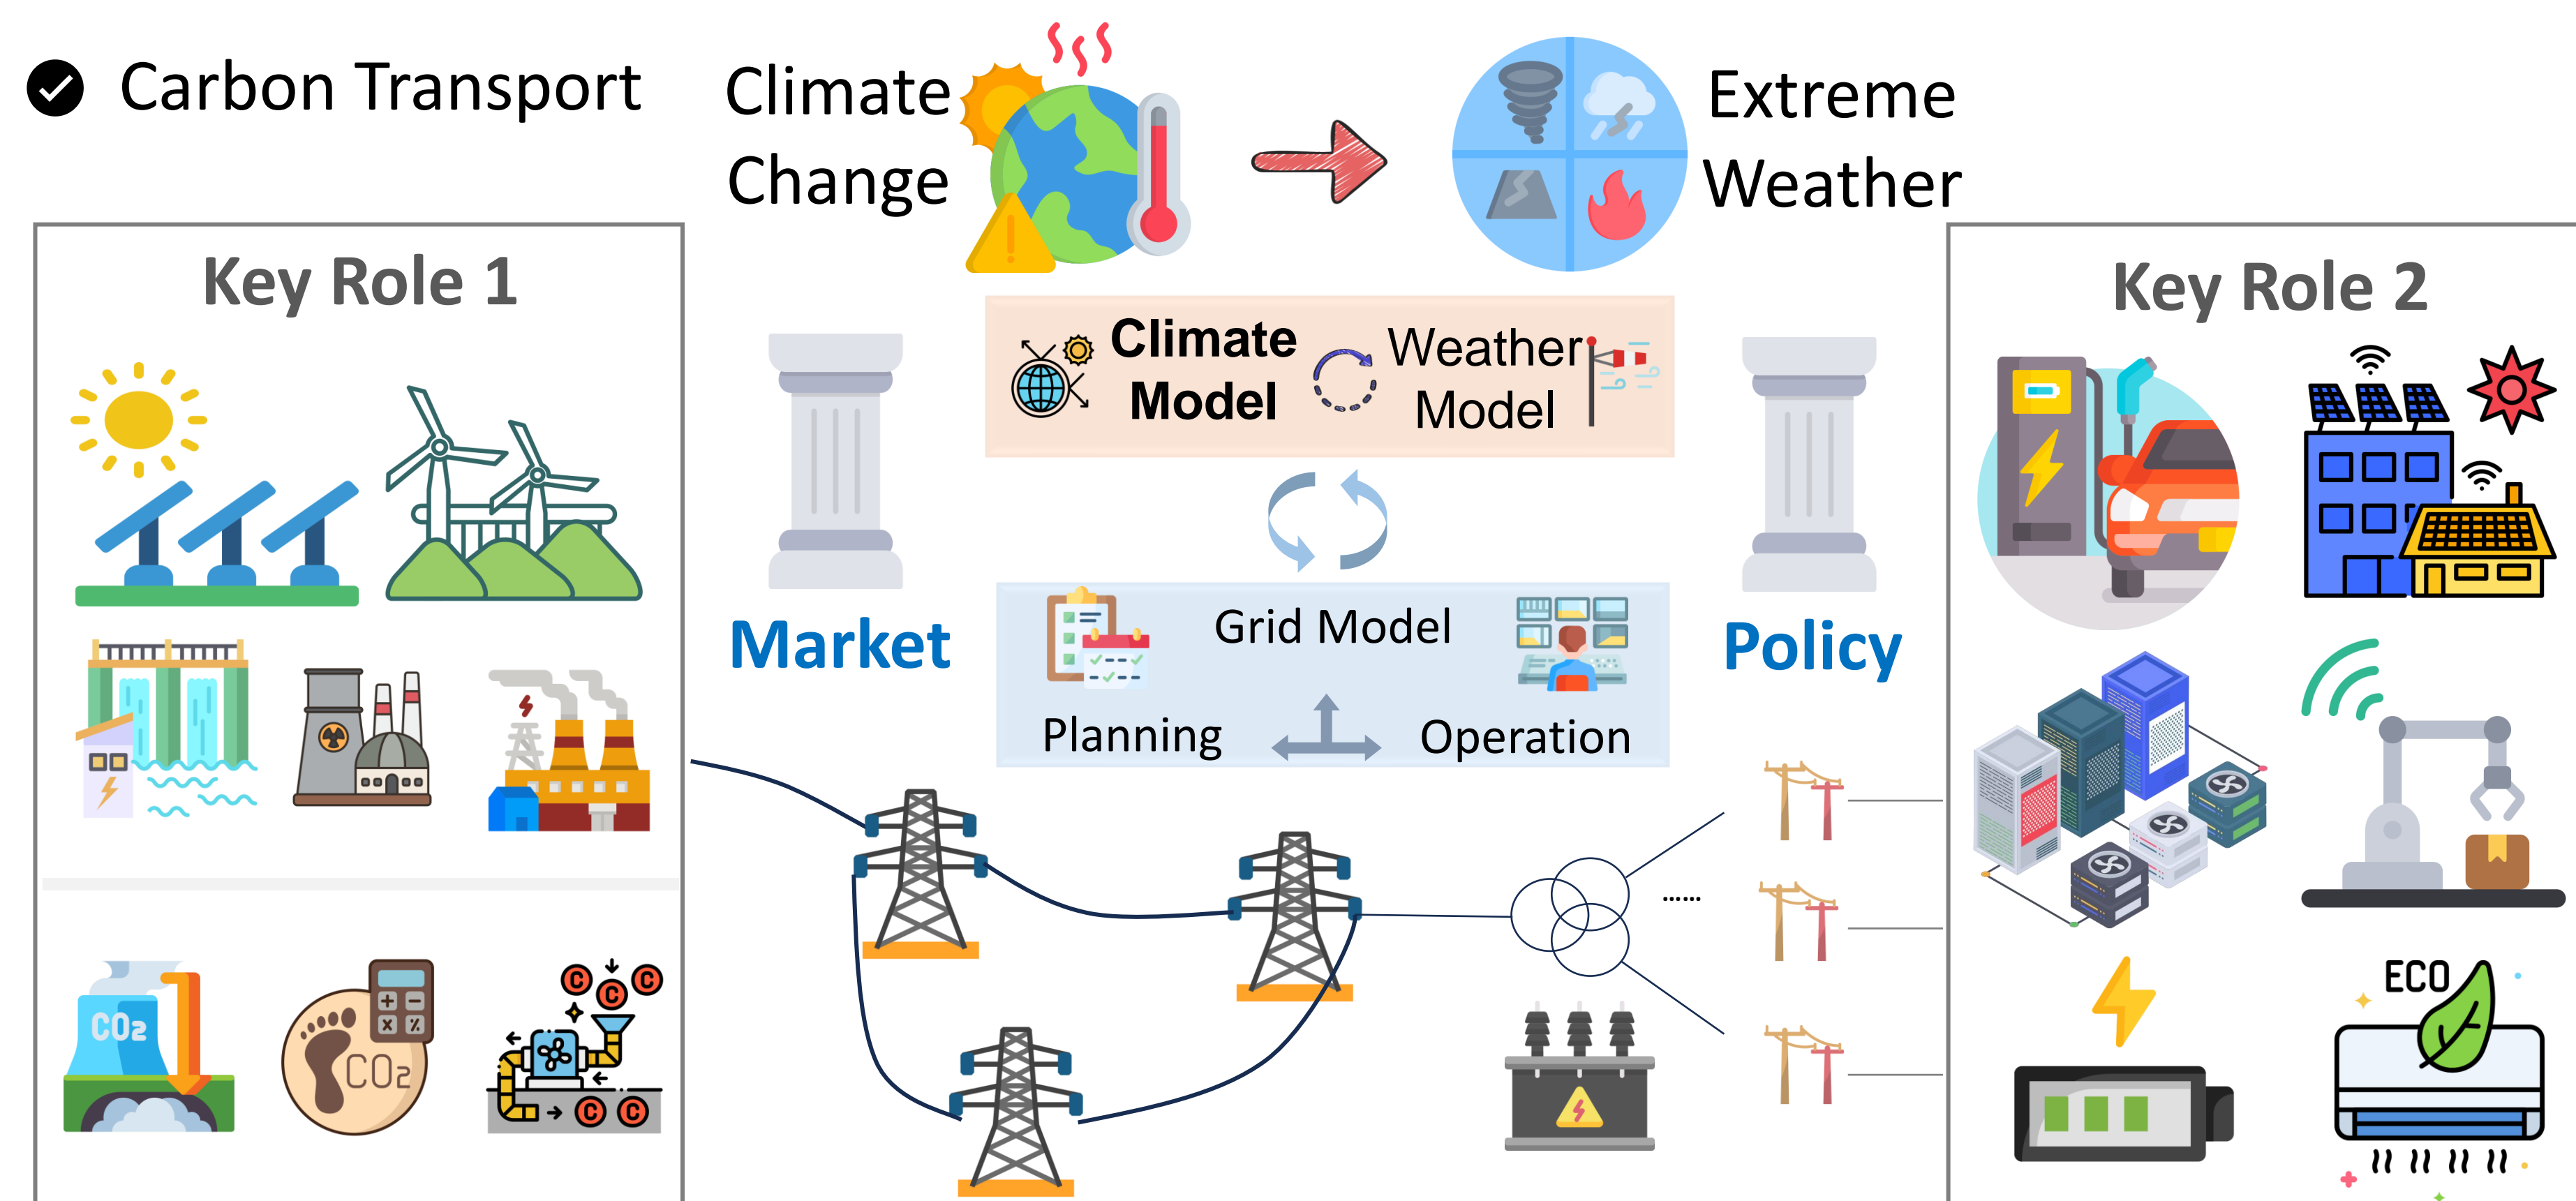 Carbon Transport
Climate
Change
Extreme
Weather
Key Role 1
Key Role 2
Climate
Model
Weather
Model
Market
Grid Model
Policy
Planning
Operation
......
CO₂
CO₂
C
C
C
C
C
ECO